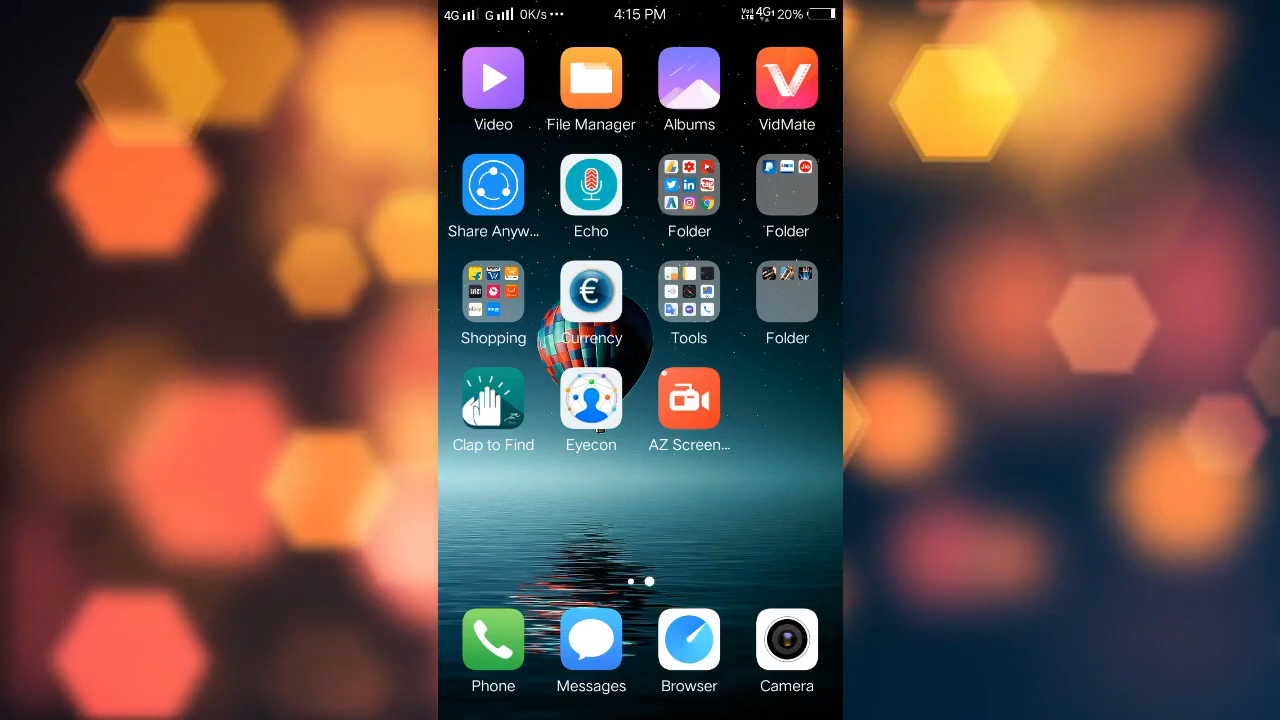 4G G 0K/s ••• 4:15 PM VoLTE 4G 20%
Video File Manager Albums VidMate
Share Anyw... Echo Folder Folder
Shopping Currency Tools Folder
Clap to Find Eyecon AZ Screen...
Phone Messages Browser Camera